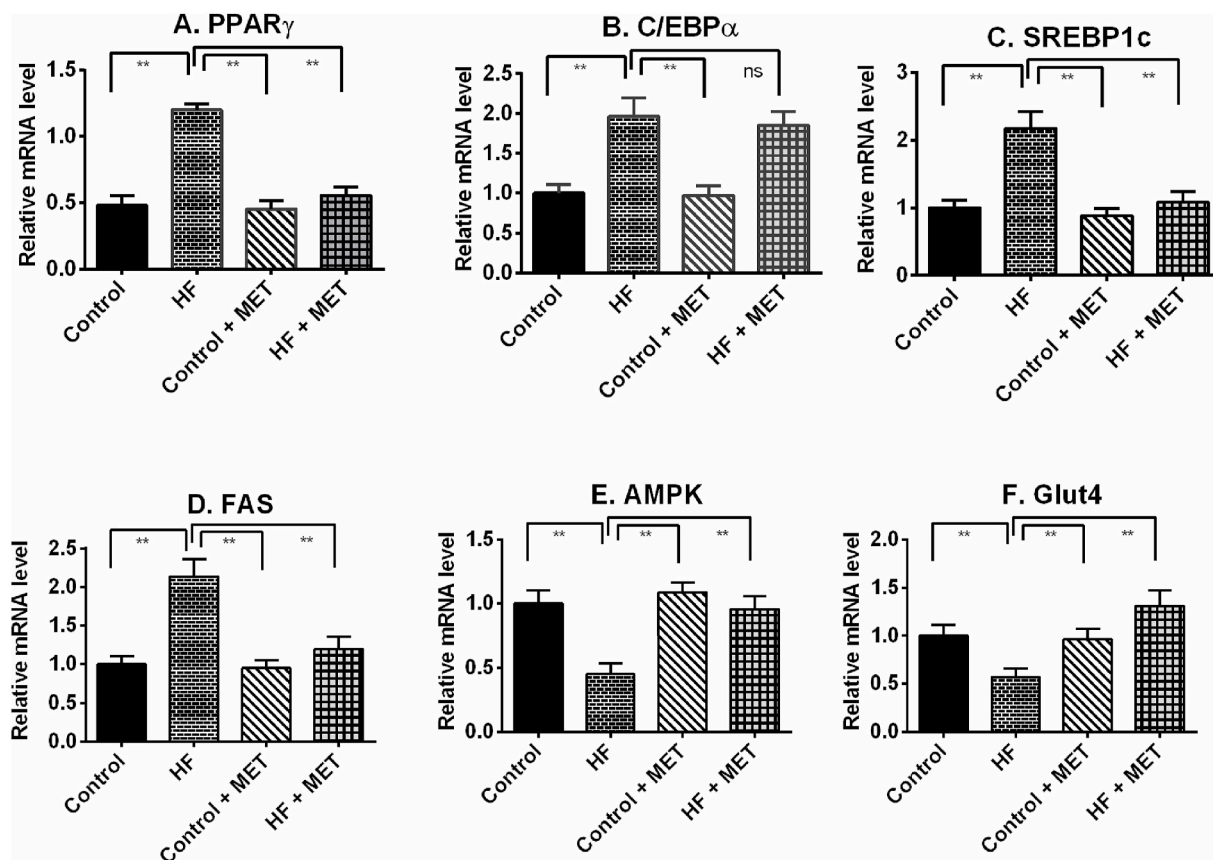 A. PPARγ
** ** **
Relative mRNA level
1.5
1.0
0.5
0.0
Control
HF
Control + MET
HF + MET
B. C/EBPα
** ** ns
Relative mRNA level
2.5
2.0
1.5
1.0
0.5
0.0
Control
HF
Control + MET
HF + MET
C. SREBP1c
** ** **
Relative mRNA level
3
2
1
0
Control
HF
Control + MET
HF + MET
D. FAS
** ** **
Relative mRNA level
2.5
2.0
1.5
1.0
0.5
0.0
Control
HF
Control + MET
HF + MET
E. AMPK
** ** **
Relative mRNA level
1.5
1.0
0.5
0.0
Control
HF
Control + MET
HF + MET
F. Glut4
** ** **
Relative mRNA level
2.0
1.5
1.0
0.5
0.0
Control
HF
Control + MET
HF + MET